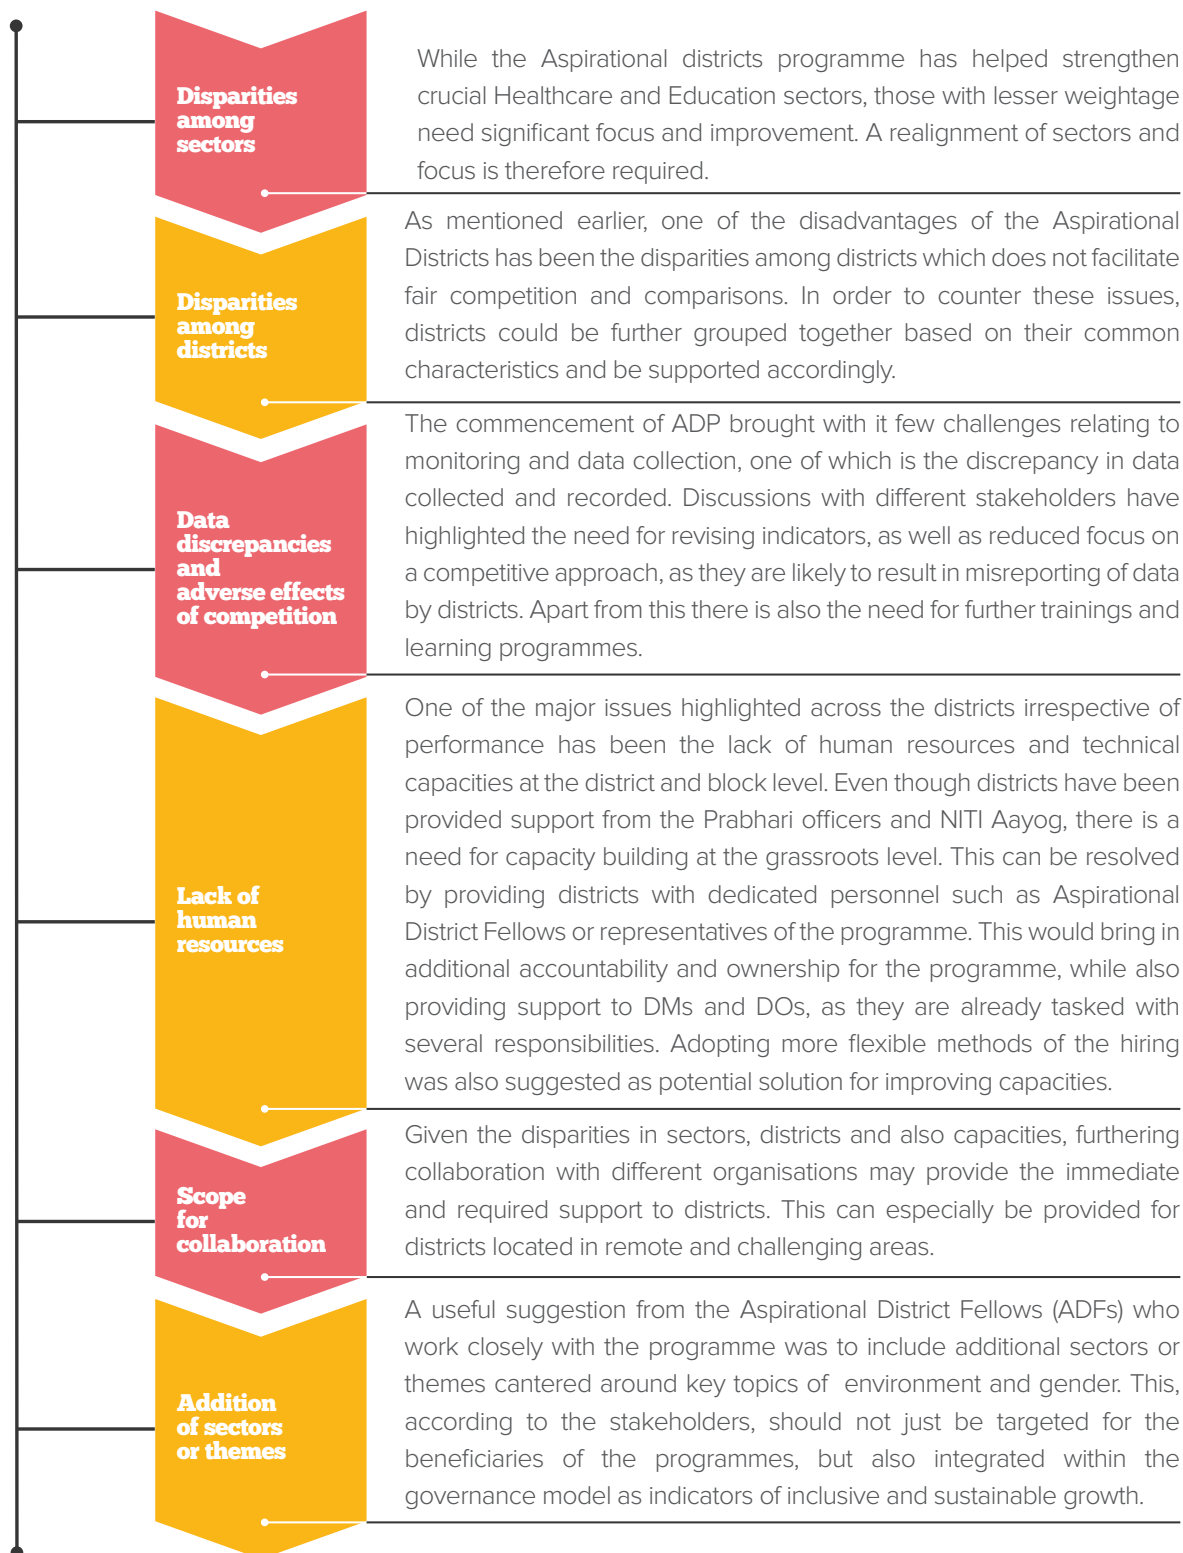 Disparities
among
sectors
While the Aspirational districts programme has helped strengthen
crucial Healthcare and Education sectors, those with lesser weightage
need significant focus and improvement. A realignment of sectors and
focus is therefore required.
Disparities
among
districts
As mentioned earlier, one of the disadvantages of the Aspirational
Districts has been the disparities among districts which does not facilitate
fair competition and comparisons. In order to counter these issues,
districts could be further grouped together based on their common
characteristics and be supported accordingly.
Data
discrepancies
and
adverse effects
of competition
The commencement of ADP brought with it few challenges relating to
monitoring and data collection, one of which is the discrepancy in data
collected and recorded. Discussions with different stakeholders have
highlighted the need for revising indicators, as well as reduced focus on
a competitive approach, as they are likely to result in misreporting of data
by districts. Apart from this there is also the need for further trainings and
learning programmes.
Lack of
human
resources
One of the major issues highlighted across the districts irrespective of
performance has been the lack of human resources and technical
capacities at the district and block level. Even though districts have been
provided support from the Prabhari officers and NITI Aayog, there is a
need for capacity building at the grassroots level. This can be resolved
by providing districts with dedicated personnel such as Aspirational
District Fellows or representatives of the programme. This would bring in
additional accountability and ownership for the programme, while also
providing support to DMs and DOs, as they are already tasked with
several responsibilities. Adopting more flexible methods of the hiring
was also suggested as potential solution for improving capacities.
Scope
for
collaboration
Given the disparities in sectors, districts and also capacities, furthering
collaboration with different organisations may provide the immediate
and required support to districts. This can especially be provided for
districts located in remote and challenging areas.
Addition
of sectors
or themes
A useful suggestion from the Aspirational District Fellows (ADFs) who
work closely with the programme was to include additional sectors or
themes cantered around key topics of environment and gender. This,
according to the stakeholders, should not just be targeted for the
beneficiaries of the programmes, but also integrated within the
governance model as indicators of inclusive and sustainable growth.